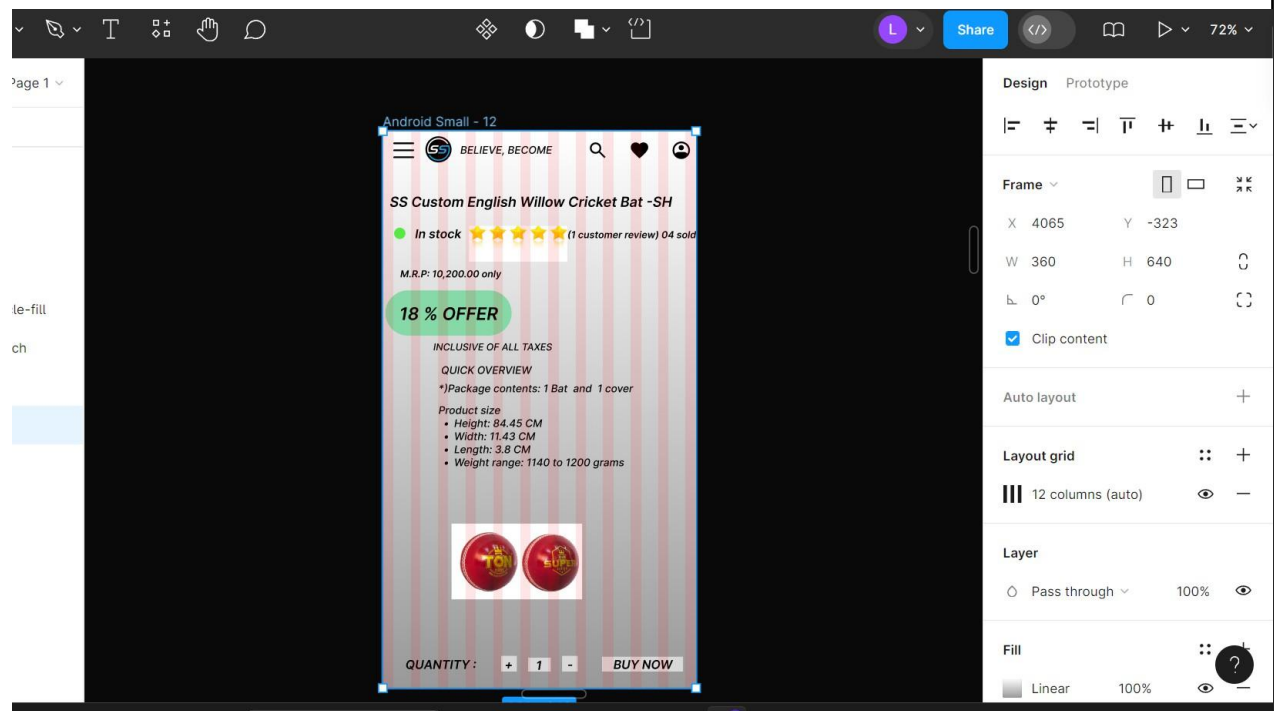 L
Share
72%
Page 1
Design Prototype
Android Small - 12
SS BELIEVE, BECOME
Frame
SS Custom English Willow Cricket Bat -SH
X 4065 Y -323
In stock (1 customer review) 04 sold
W 360 H 640
M.R.P: 10,200.00 only
0° 0
le-fill
18 % OFFER
Clip content
ch
INCLUSIVE OF ALL TAXES
QUICK OVERVIEW
*)Package contents: 1 Bat and 1 cover
Auto layout
Product size
• Height: 84.45 CM
• Width: 11.43 CM
• Length: 3.8 CM
• Weight range: 1140 to 1200 grams
Layout grid
12 columns (auto)
Layer
TON SUPER
Pass through 100%
Fill
QUANTITY : + 1 - BUY NOW
?
Linear 100%